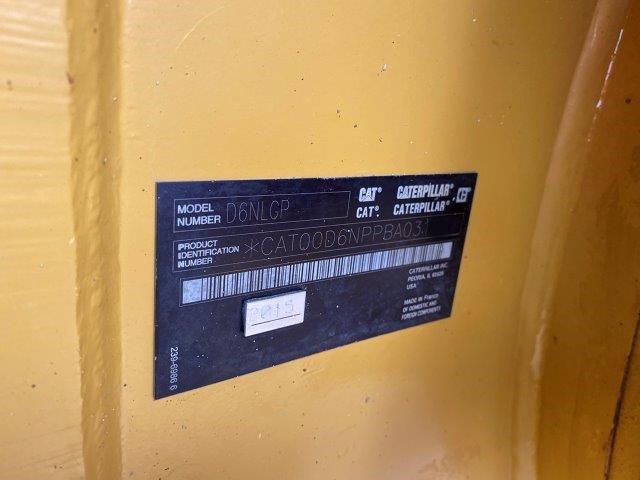 MODEL NUMBER D6NLGP
CAT® CATERPILLAR®
CAT® CATERPILLAR®
PRODUCT IDENTIFICATION NUMBER *CAT00D6NPPBA03
2015
CATERPILLAR INC.
PEORIA, IL 61629
USA
MADE IN France
OF DOMESTIC AND
FOREIGN COMPONENTS
239-6986 6